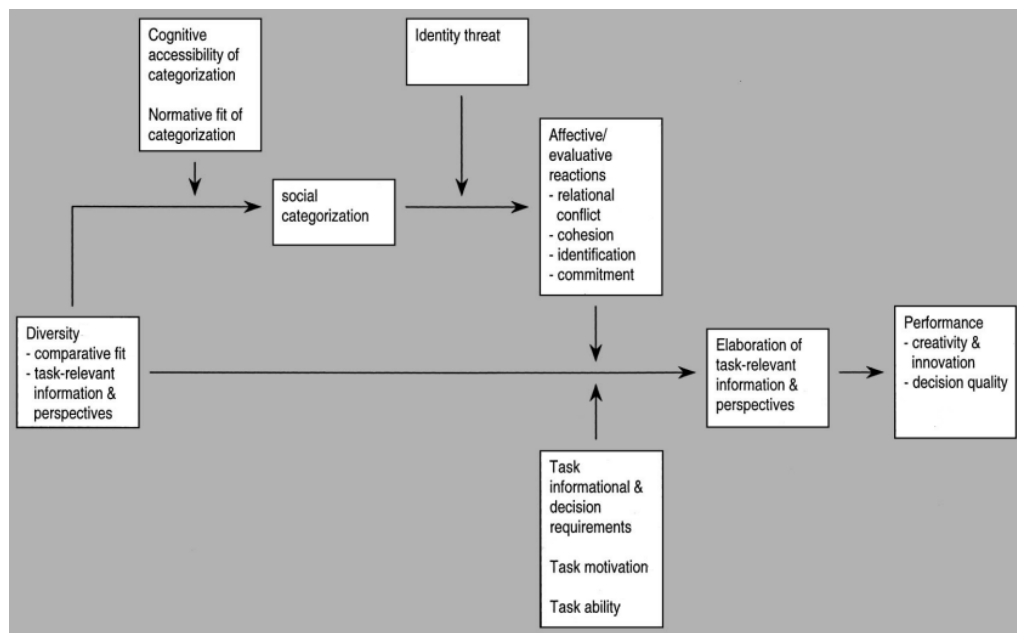 Cognitive
accessibility of
categorization
Normative fit of
categorization
Identity threat
Affective/
evaluative
reactions
- relational
conflict
- cohesion
- identification
- commitment
social
categorization
Diversity
- comparative fit
- task-relevant
information &
perspectives
Elaboration of
task-relevant
information &
perspectives
Performance
- creativity &
innovation
- decision quality
Task
informational &
decision
requirements
Task motivation
Task ability